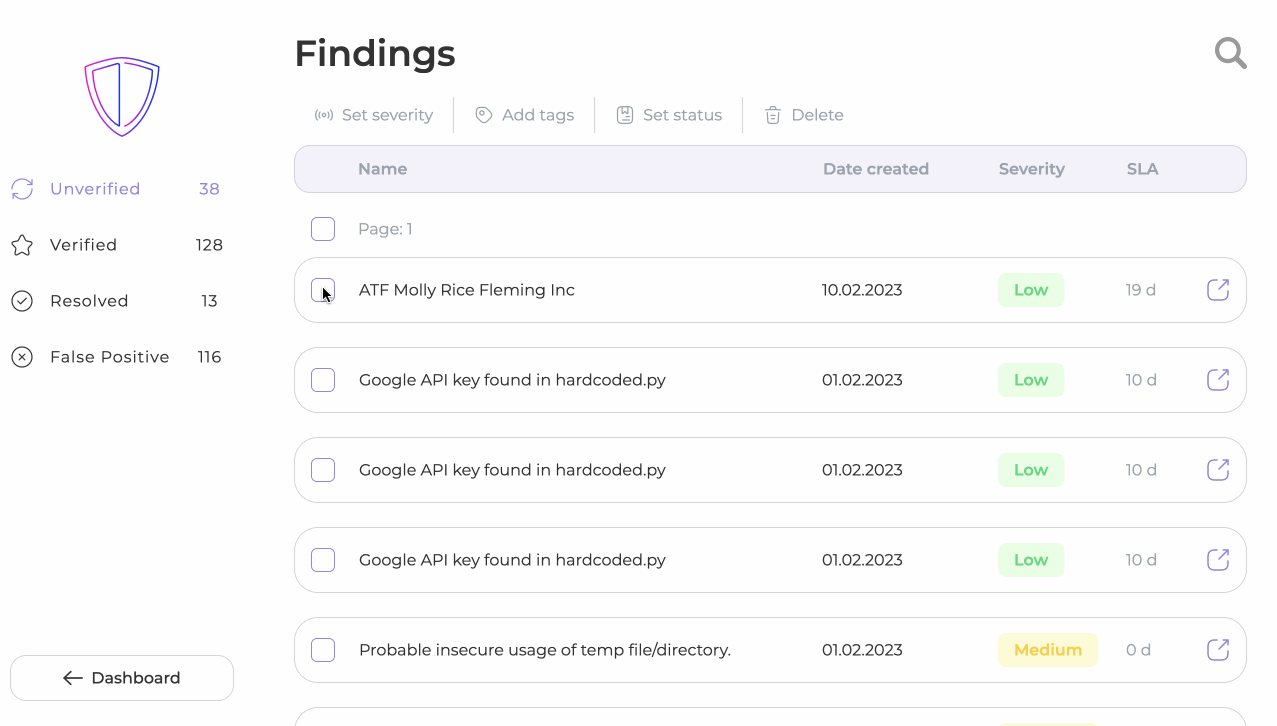 Findings
Set severity Add tags Set status Delete
Unverified 38
Verified 128
Resolved 13
False Positive 116
Dashboard
Name Date created Severity SLA
Page: 1
ATF Molly Rice Fleming Inc 10.02.2023 Low 19 d
Google API key found in hardcoded.py 01.02.2023 Low 10 d
Google API key found in hardcoded.py 01.02.2023 Low 10 d
Google API key found in hardcoded.py 01.02.2023 Low 10 d
Probable insecure usage of temp file/directory. 01.02.2023 Medium 0 d